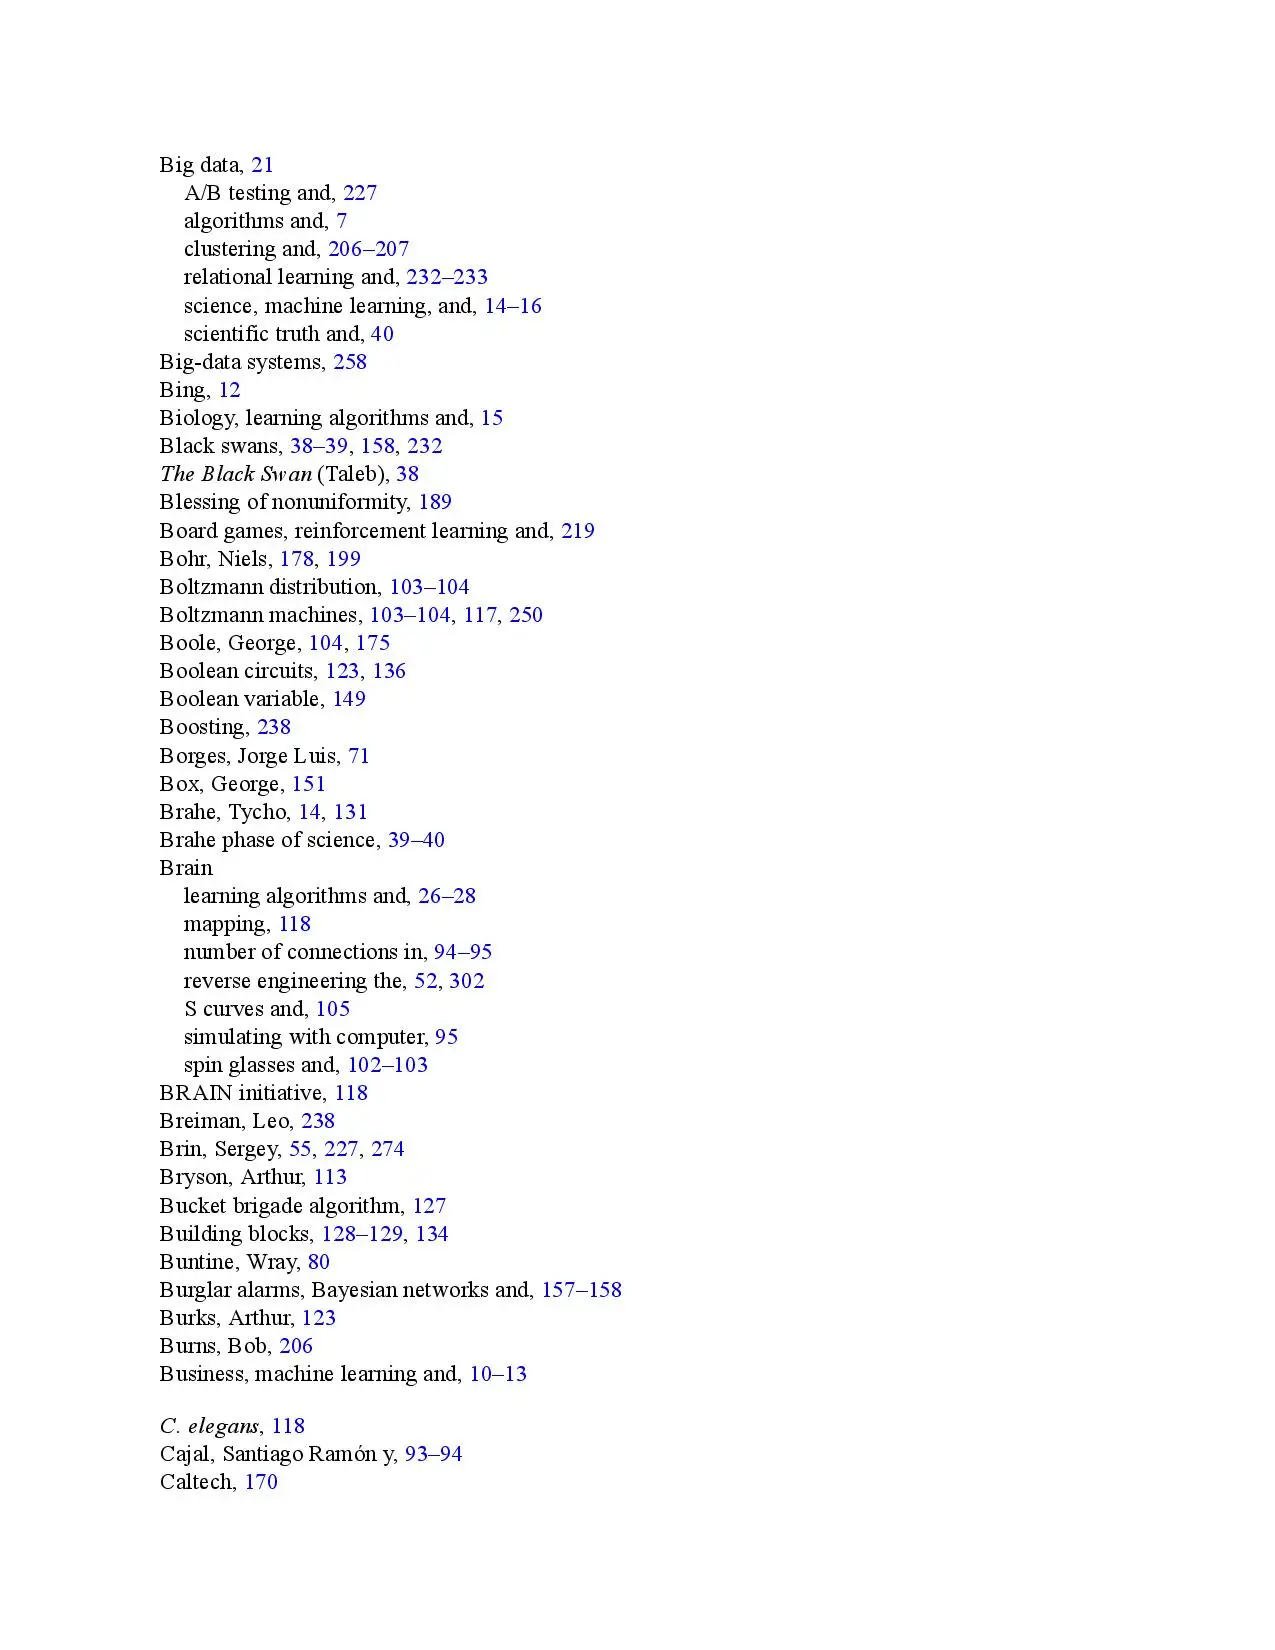 Big data, 21
A/B testing and, 227
algorithms and, 7
clustering and, 206–207
relational learning and, 232–233
science, machine learning, and, 14–16
scientific truth and, 40
Big-data systems, 258
Bing, 12
Biology, learning algorithms and, 15
Black swans, 38–39, 158, 232
The Black Swan (Taleb), 38
Blessing of nonuniformity, 189
Board games, reinforcement learning and, 219
Bohr, Niels, 178, 199
Boltzmann distribution, 103–104
Boltzmann machines, 103–104, 117, 250
Boole, George, 104, 175
Boolean circuits, 123, 136
Boolean variable, 149
Boosting, 238
Borges, Jorge Luis, 71
Box, George, 151
Brahe, Tycho, 14, 131
Brahe phase of science, 39–40
Brain
learning algorithms and, 26–28
mapping, 118
number of connections in, 94–95
reverse engineering the, 52, 302
S curves and, 105
simulating with computer, 95
spin glasses and, 102–103
BRAIN initiative, 118
Breiman, Leo, 238
Brin, Sergey, 55, 227, 274
Bryson, Arthur, 113
Bucket brigade algorithm, 127
Building blocks, 128–129, 134
Buntine, Wray, 80
Burglar alarms, Bayesian networks and, 157–158
Burks, Arthur, 123
Burns, Bob, 206
Business, machine learning and, 10–13
C. elegans, 118
Cajal, Santiago Ramón y, 93–94
Caltech, 170